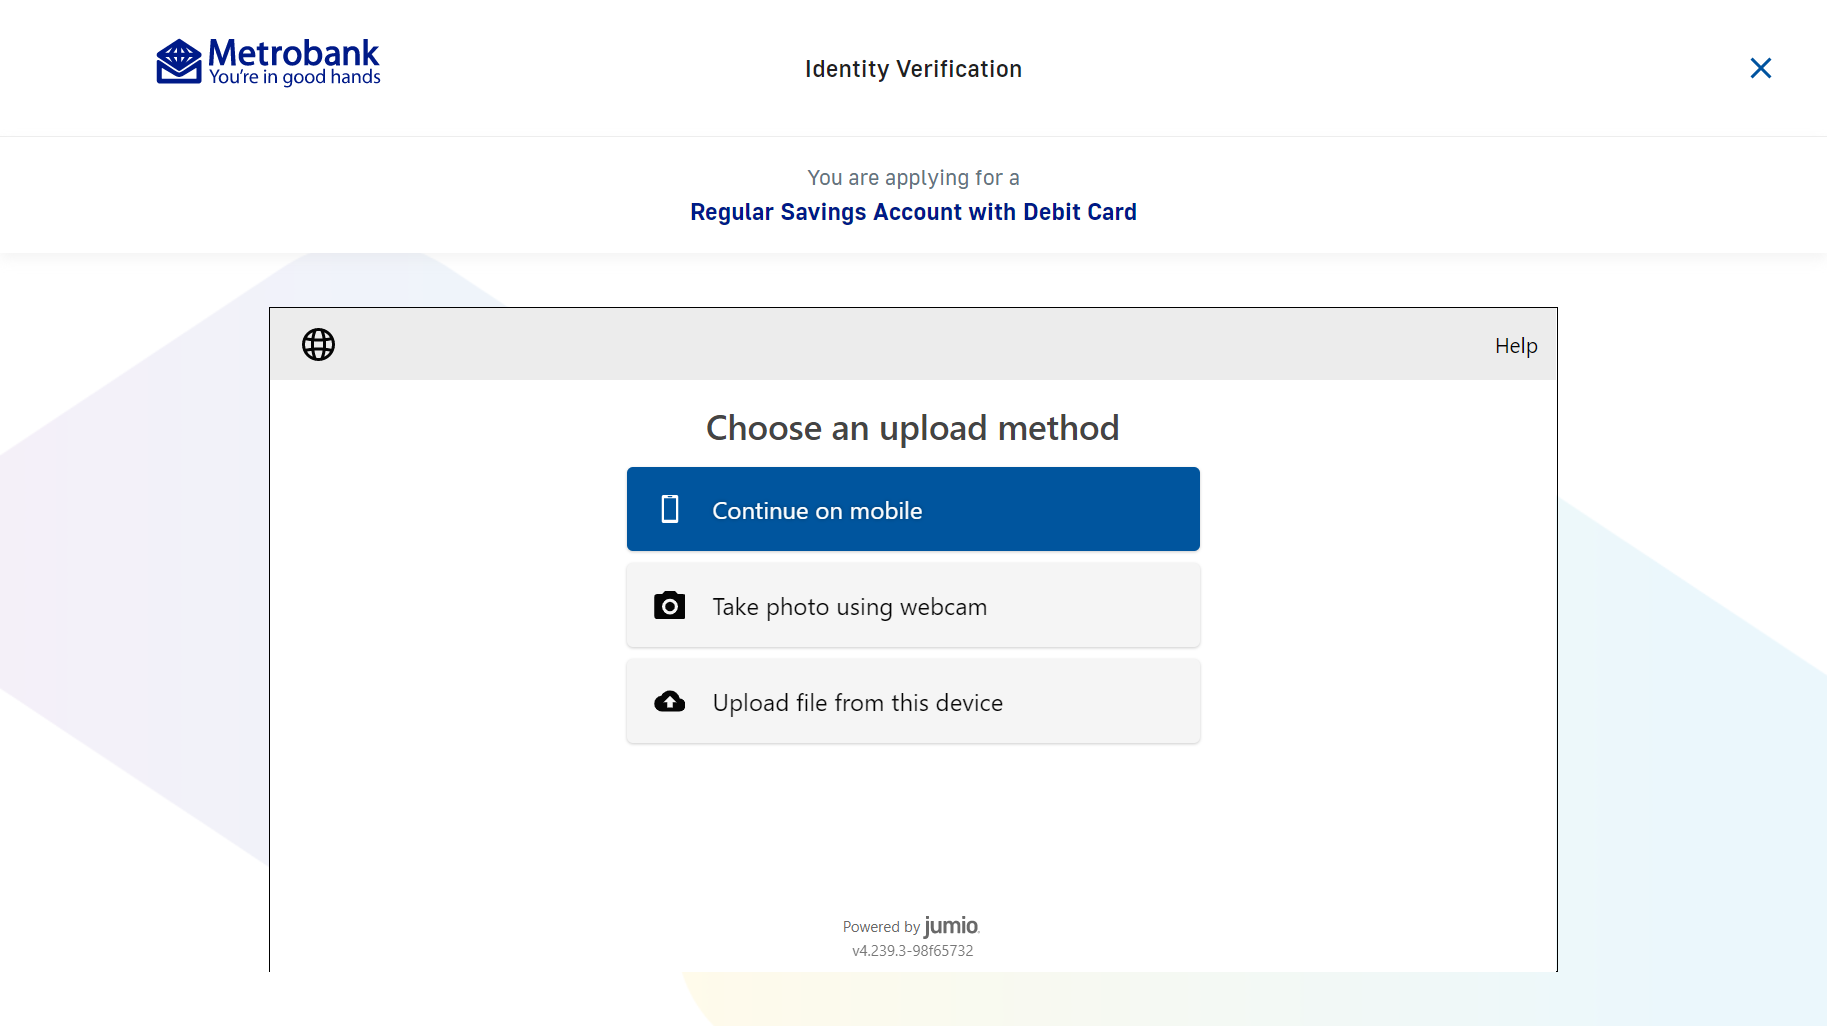 Metrobank
You're in good hands
Identity Verification
You are applying for a
Regular Savings Account with Debit Card
Help
Choose an upload method
Continue on mobile
Take photo using webcam
Upload file from this device
Powered by jumio.
v4.239.3-98f65732